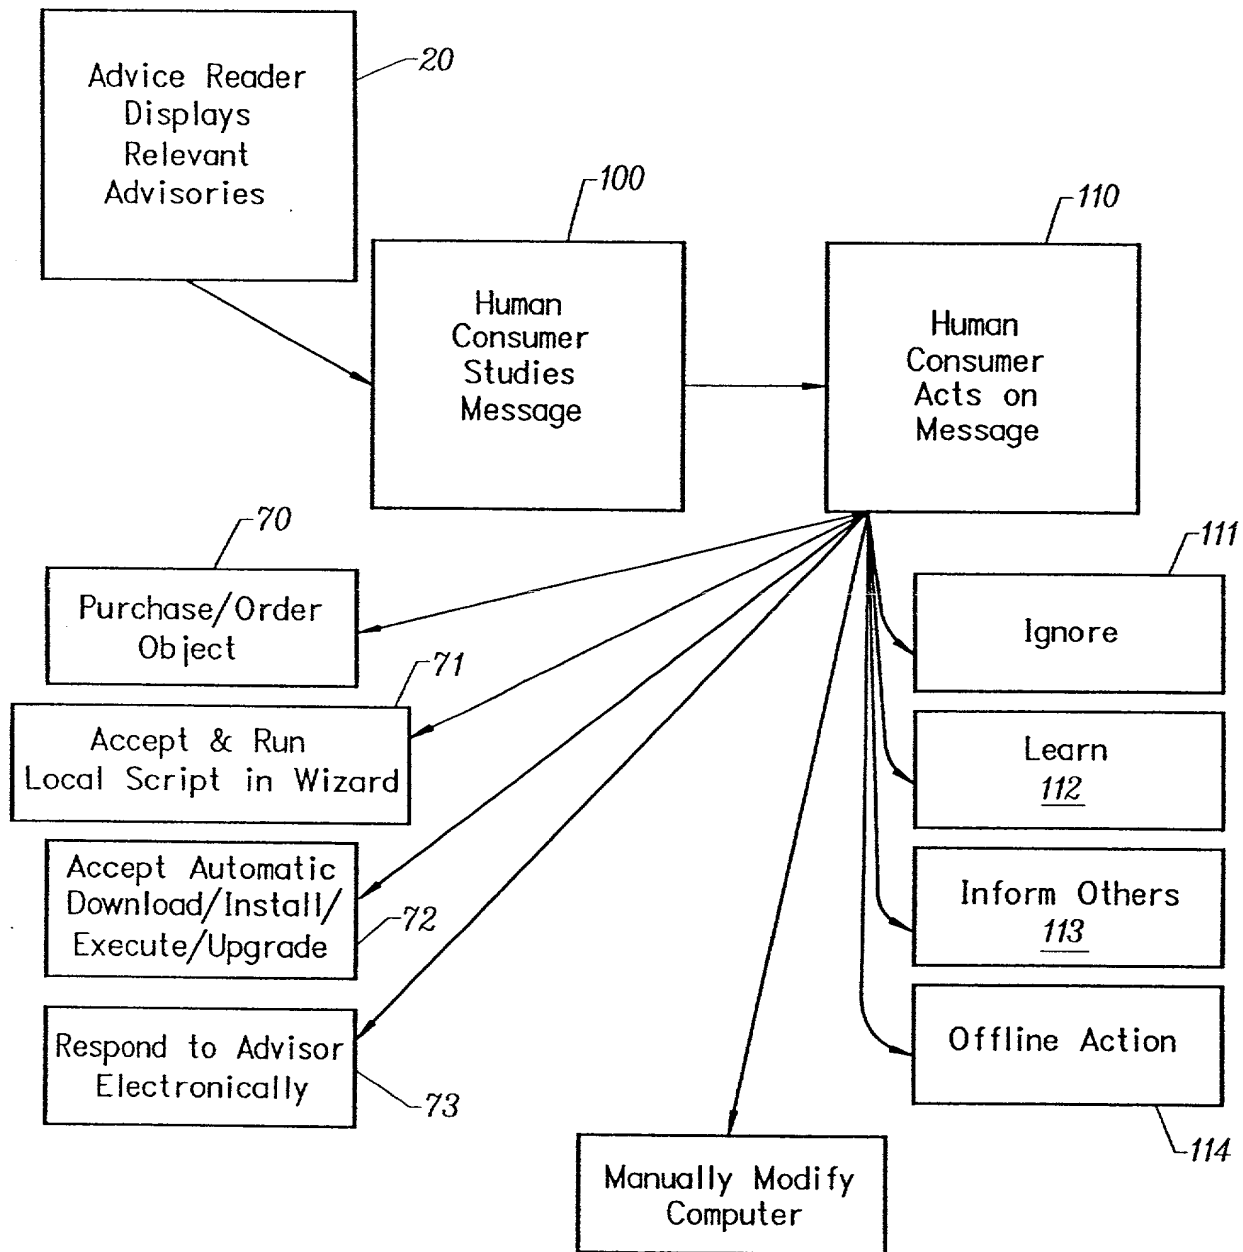 20
Advice Reader
Displays
Relevant
Advisories
100
Human
Consumer
Studies
Message
110
Human
Consumer
Acts on
Message
70
Purchase/Order
Object
71
Accept & Run
Local Script in Wizard
Accept Automatic
Download/Install/
Execute/Upgrade
72
Respond to Advisor
Electronically
73
Manually Modify
Computer
111
Ignore
Learn
112
Inform Others
113
Offline Action
114